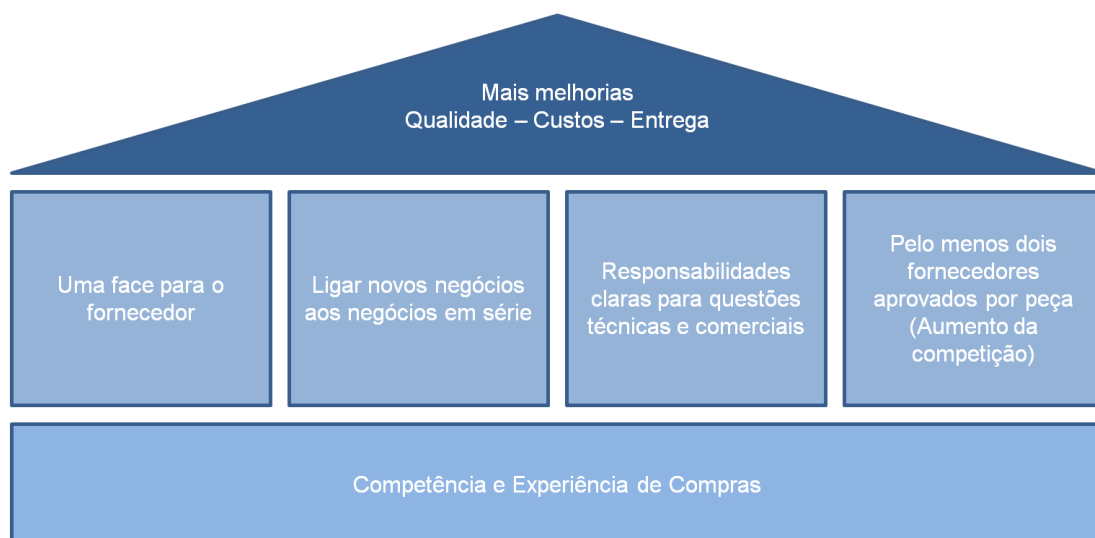 Mais melhorias
Qualidade – Custos – Entrega
Uma face para o
fornecedor
Ligar novos negócios
aos negócios em série
Responsabilidades
claras para questões
técnicas e comerciais
Pelo menos dois
fornecedores
aprovados por peça
(Aumento da
competição)
Competência e Experiência de Compras